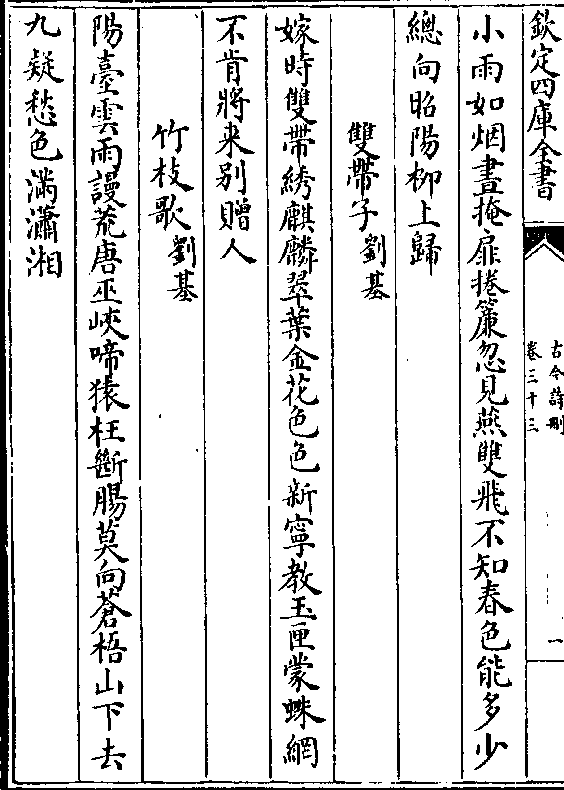 欽定四庫全書
古今詩刪
卷三十三
一
小雨如烟晝掩扉捲簾忽見燕雙飛不知春色能多少
總向昭陽柳上歸
雙帶子劉基
嫁時雙帶綉麒麟翠葉金花色色新寧教玉匣蒙蛛網
不肯將来別贈人
竹枝歌劉基
陽臺雲雨謾荒唐巫峽啼猿枉斷腸莫向蒼梧山下去
九疑愁色滿瀟湘